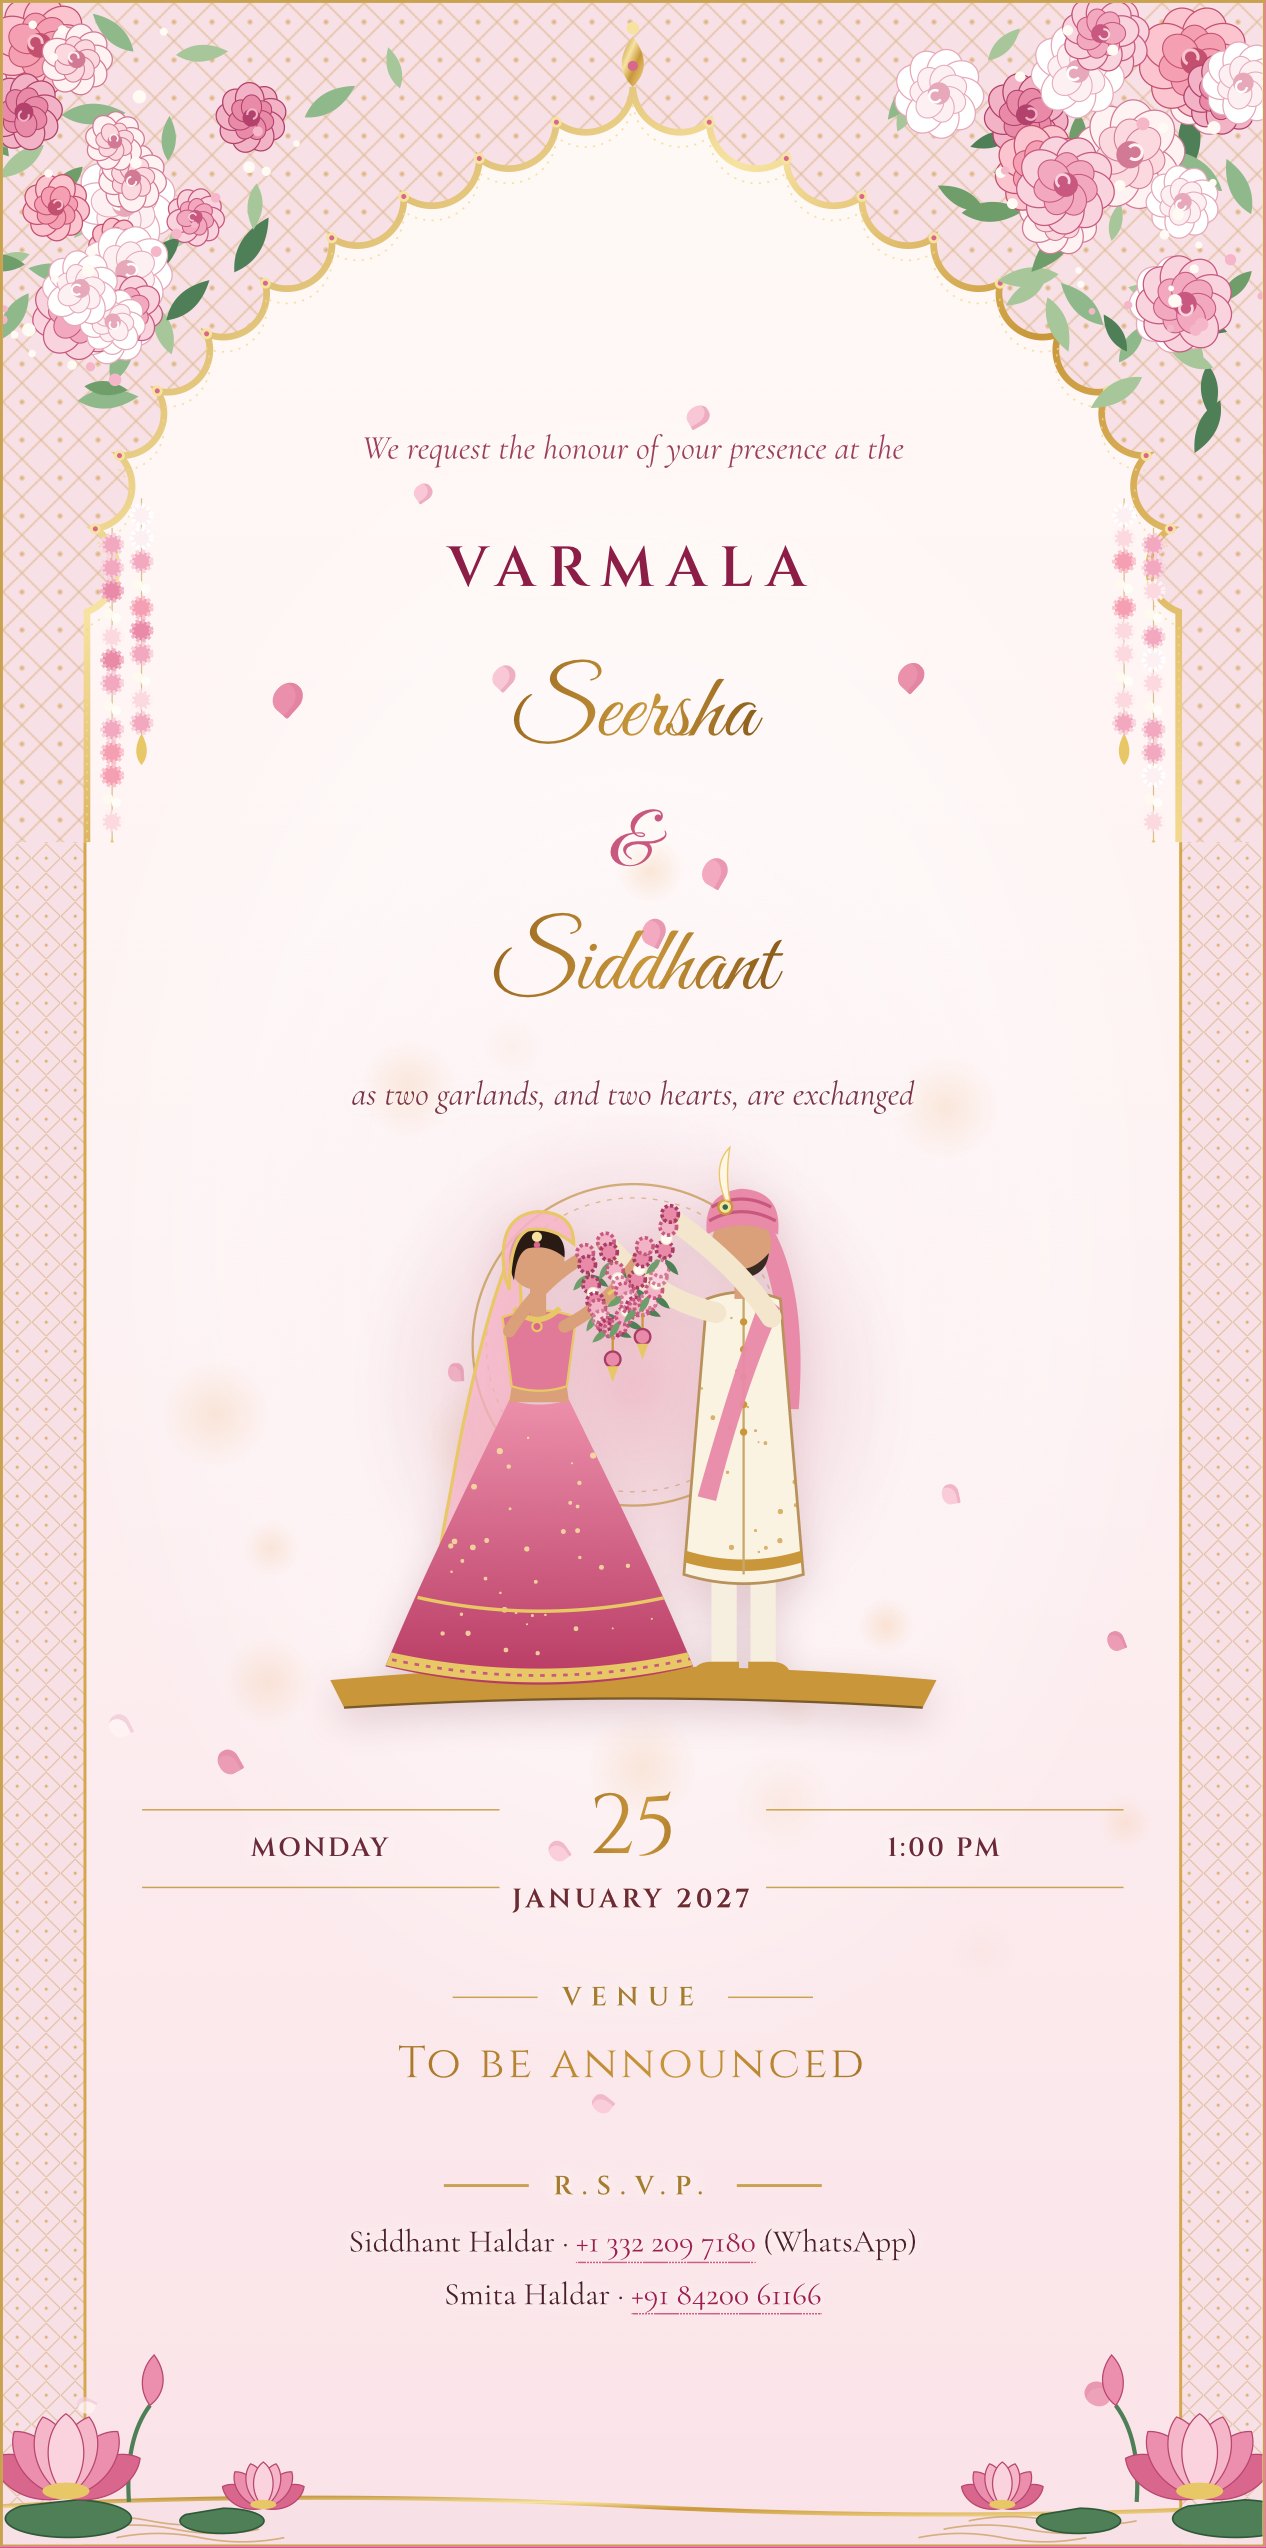 We request the honour of your presence at the
VARMALA
Seersha
&
Siddhant
as two garlands, and two hearts, are exchanged
MONDAY
25
JANUARY 2027
1:00 PM
VENUE
To be announced
R.S.V.P.
Siddhant Haldar · +1 332 209 7180 (WhatsApp)
Smita Haldar · +91 84200 61166